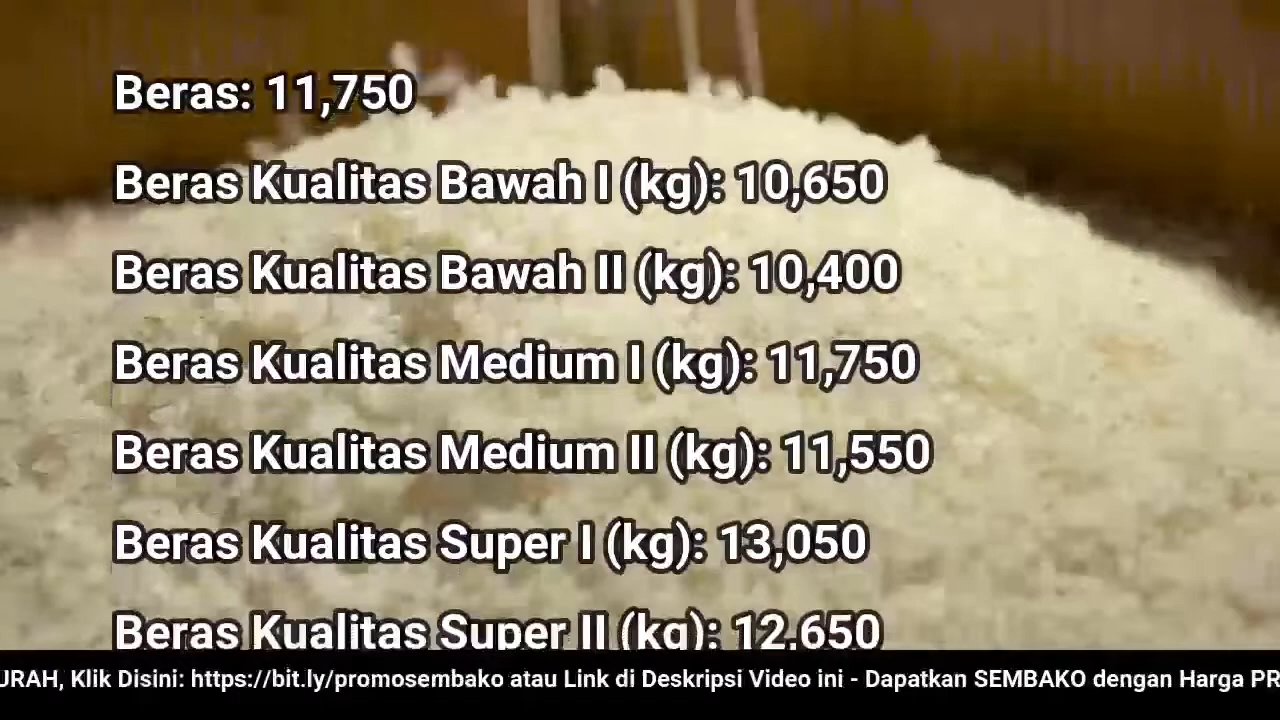 Beras: 11,750
Beras Kualitas Bawah I (kg): 10,650
Beras Kualitas Bawah II (kg): 10,400
Beras Kualitas Medium I (kg): 11,750
Beras Kualitas Medium II (kg): 11,550
Beras Kualitas Super I (kg): 13,050
Beras Kualitas Super II (kg): 12,650
URAH, Klik Disini: https://bit.ly/promosembako atau Link di Deskripsi Video ini - Dapatkan SEMBAKO dengan Harga PR